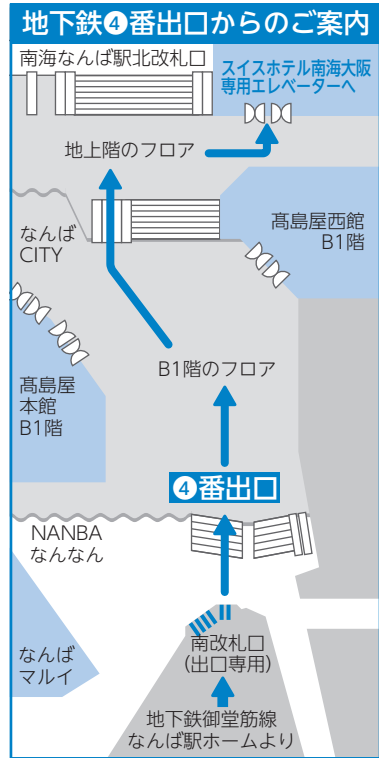 地下鉄❹番出口からのご案内
南海なんば駅北改札口
スイスホテル南海大阪
専用エレベーターへ
地上階のフロア
髙島屋西館
B1階
なんば
CITY
B1階のフロア
髙島屋
本館
B1階
❹番出口
NANBA
なんなん
南改札口
(出口専用)
なんば
マルイ
地下鉄御堂筋線
なんば駅ホームより